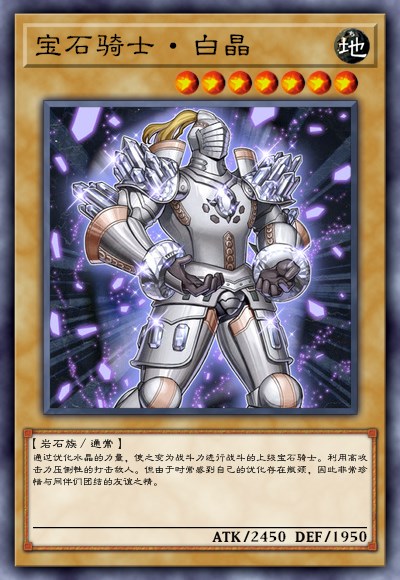 宝石骑士·白晶
地
【岩石族／通常】
通过优化水晶的力量，使之变为战斗力进行战斗的上级宝石骑士。利用高攻
击力压倒性的打击敌人。但由于时常感到自己的优化存在瓶颈，因此非常珍
惜与同伴们团结的友谊之情。
ATK/2450 DEF/1950